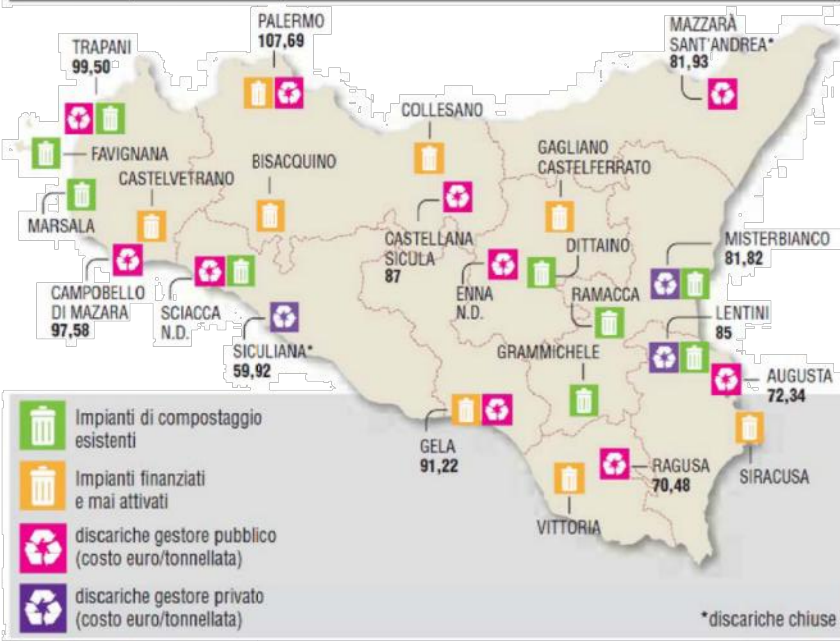 PALERMO
107,69
MAZZARÀ
SANT'ANDREA*
81,93
TRAPANI
99,50
COLLESANO
GAGLIANO
CASTELFERRATO
FAVIGNANA
BISACQUINO
CASTELVETRANO
MARSALA
CASTELLANA
SICULA
87
DITTAINO
MISTERBIANCO
81,82
ENNA
N.D.
RAMACCA
CAMPOBELLO
DI MAZARA
97,58
SCIACCA
N.D.
LENTINI
85
SICULIANA*
59,92
GRAMMICHELE
AUGUSTA
72,34
GELA
91,22
RAGUSA
70,48
SIRACUSA
VITTORIA
Impianti di compostaggio
esistenti
Impianti finanziati
e mai attivati
discariche gestore pubblico
(costo euro/tonnellata)
discariche gestore privato
(costo euro/tonnellata)
*discariche chiuse